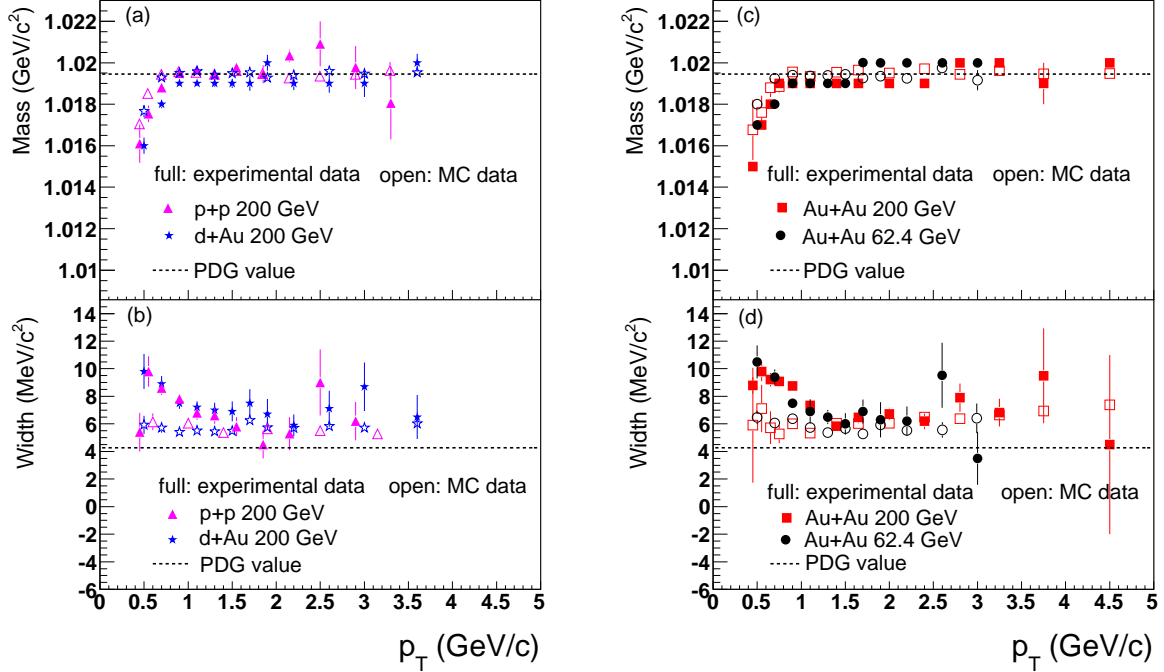 (a)
Mass (GeV/c²)
1.022
1.02
1.018
1.016
1.014
1.012
1.01
full: experimental data open: MC data
p+p 200 GeV
d+Au 200 GeV
PDG value
(b)
Width (MeV/c²)
14
12
10
8
6
4
2
0
-2
-4
-6
full: experimental data open: MC data
p+p 200 GeV
d+Au 200 GeV
PDG value
0 0.5 1 1.5 2 2.5 3 3.5 4 4.5 5
p_T (GeV/c)
(c)
Mass (GeV/c²)
1.022
1.02
1.018
1.016
1.014
1.012
1.01
full: experimental data open: MC data
Au+Au 200 GeV
Au+Au 62.4 GeV
PDG value
(d)
Width (MeV/c²)
14
12
10
8
6
4
2
0
-2
-4
-6
full: experimental data open: MC data
Au+Au 200 GeV
Au+Au 62.4 GeV
PDG value
0 0.5 1 1.5 2 2.5 3 3.5 4 4.5 5
p_T (GeV/c)